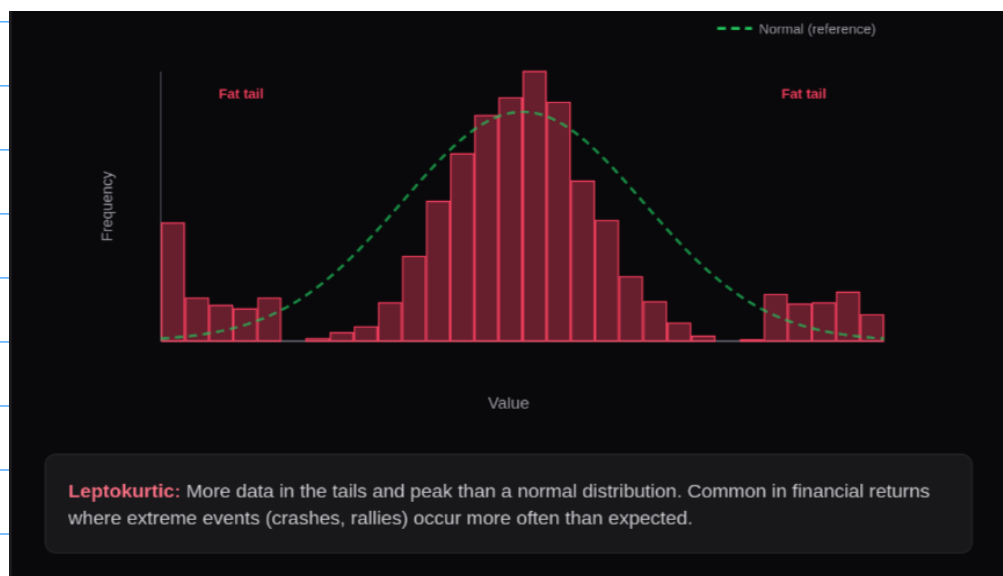 Normal (reference)
Fat tail
Fat tail
Frequency
Value
Leptokurtic: More data in the tails and peak than a normal distribution. Common in financial returns
where extreme events (crashes, rallies) occur more often than expected.